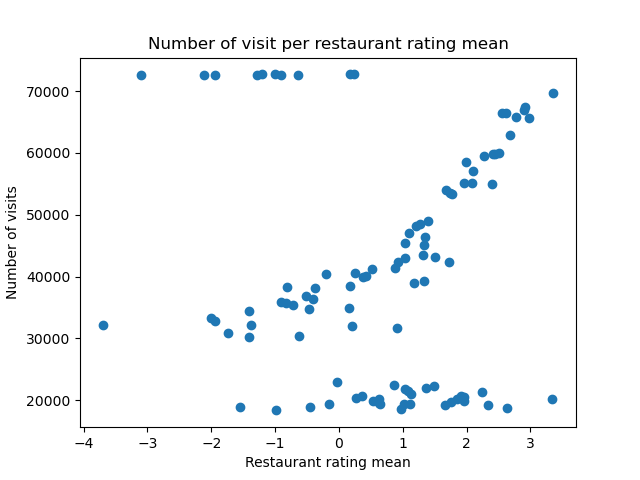 Number of visit per restaurant rating mean
70000
60000
50000
40000
30000
20000
Number of visits
−4 −3 −2 −1 0 1 2 3
Restaurant rating mean